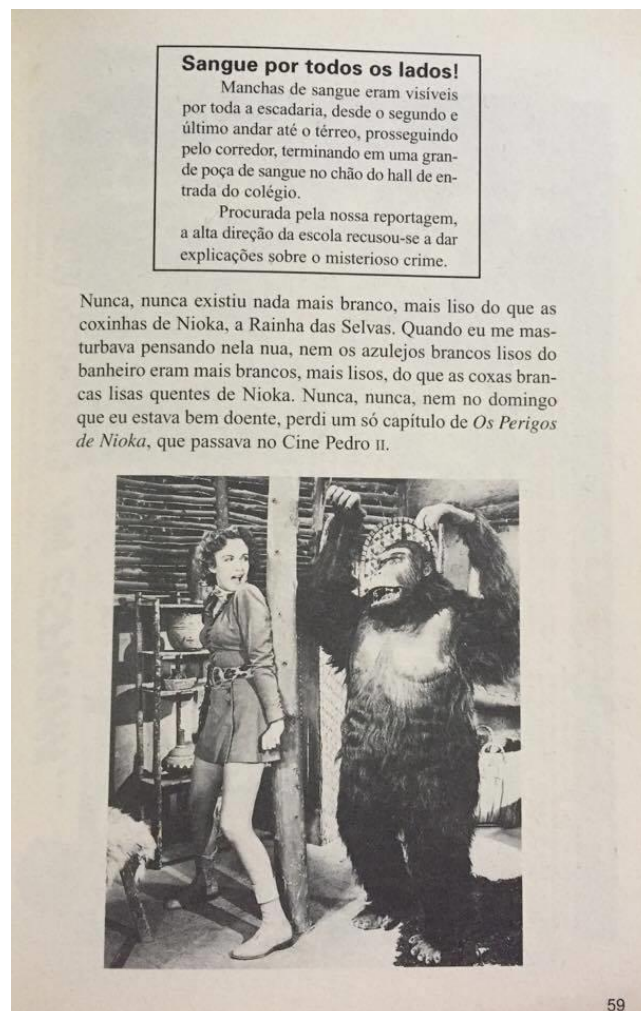 Sangue por todos os lados!
Manchas de sangue eram visíveis
por toda a escadaria, desde o segundo e
último andar até o térreo, prosseguindo
pelo corredor, terminando em uma gran-
de poça de sangue no chão do hall de en-
trada do colégio.
Procurada pela nossa reportagem,
a alta direção da escola recusou-se a dar
explicações sobre o misterioso crime.
Nunca, nunca existiu nada mais branco, mais liso do que as
coxinhas de Nioka, a Rainha das Selvas. Quando eu me mas-
turbava pensando nela nua, nem os azulejos brancos lisos do
banheiro eram mais brancos, mais lisos, do que as coxas bran-
cas lisas quentes de Nioka. Nunca, nunca, nem no domingo
que eu estava bem doente, perdi um só capítulo de Os Perigos
de Nioka, que passava no Cine Pedro II.
59